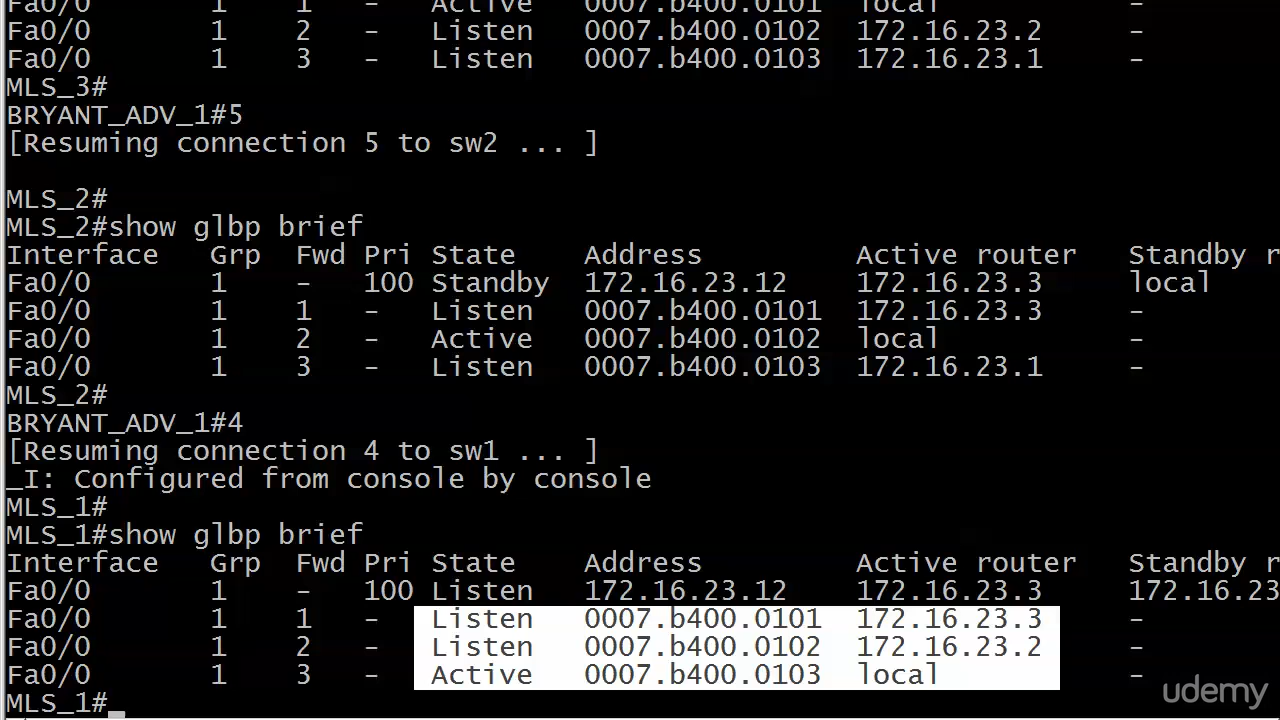 Fa0/0 1 1 - Active 0007.b400.0101 local -
Fa0/0 1 2 - Listen 0007.b400.0102 172.16.23.2 -
Fa0/0 1 3 - Listen 0007.b400.0103 172.16.23.1 -
MLS_3#
BRYANT_ADV_1#5
[Resuming connection 5 to sw2 ... ]
MLS_2#
MLS_2#show glbp brief
Interface Grp Fwd Pri State Address Active router Standby r
Fa0/0 1 - 100 Standby 172.16.23.12 172.16.23.3 local
Fa0/0 1 1 - Listen 0007.b400.0101 172.16.23.3 -
Fa0/0 1 2 - Active 0007.b400.0102 local -
Fa0/0 1 3 - Listen 0007.b400.0103 172.16.23.1 -
MLS_2#
BRYANT_ADV_1#4
[Resuming connection 4 to sw1 ... ]
_I: Configured from console by console
MLS_1#
MLS_1#show glbp brief
Interface Grp Fwd Pri State Address Active router Standby r
Fa0/0 1 - 100 Listen 172.16.23.12 172.16.23.3 172.16.23
Fa0/0 1 1 - Listen 0007.b400.0101 172.16.23.3 -
Fa0/0 1 2 - Listen 0007.b400.0102 172.16.23.2 -
Fa0/0 1 3 - Active 0007.b400.0103 local -
MLS_1#
udemy